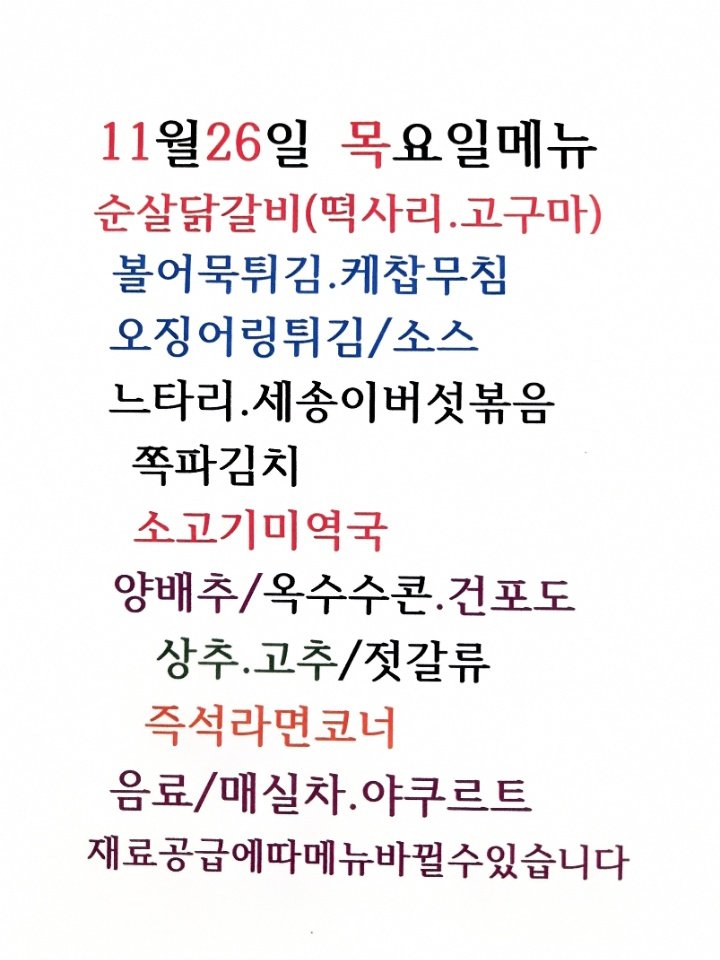 11월26일 목요일메뉴
순살닭갈비(떡사리.고구마)
볼어묵튀김.케찹무침
오징어링튀김/소스
느타리.세송이버섯볶음
쪽파김치
소고기미역국
양배추/옥수수콘.건포도
상추.고추/젓갈류
즉석라면코너
음료/매실차.야쿠르트
재료공급에따메뉴바뀔수있습니다